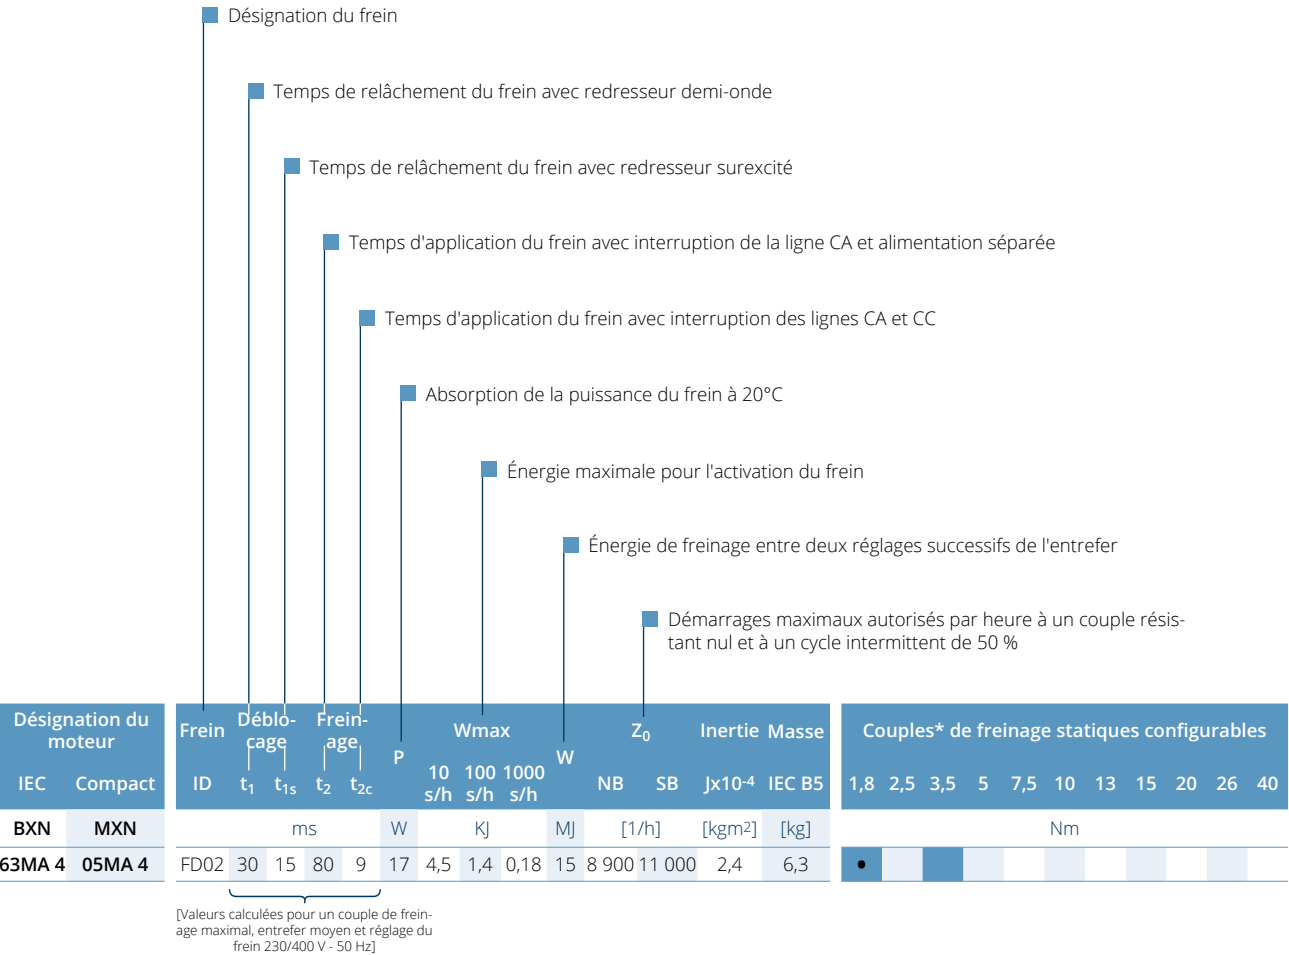 Désignation du frein
Temps de relâchement du frein avec redresseur demi-onde
Temps de relâchement du frein avec redresseur surexcité
Temps d'application du frein avec interruption de la ligne CA et alimentation séparée
Temps d'application du frein avec interruption des lignes CA et CC
Absorption de la puissance du frein à 20°C
Énergie maximale pour l'activation du frein
Énergie de freinage entre deux réglages successifs de l'entrefer
Démarrages maximaux autorisés par heure à un couple résis-
tant nul et à un cycle intermittent de 50 %
Désignation du
moteur
Frein
Déblo-
cage
Frein-
age
P
Wmax
W
Z0
Inertie
Masse
Couples* de freinage statiques configurables
IEC Compact ID t1 t1s t2 t2c
10
s/h
100
s/h
1000
s/h
NB SB Jx10-4 IEC B5
1,8 2,5 3,5 5 7,5 10 13 15 20 26 40
BXN MXN ms W KJ MJ [1/h] [kgm2] [kg] Nm
63MA 4 05MA 4 FD02 30 15 80 9 17 4,5 1,4 0,18 15 8 900 11 000 2,4 6,3 •
[Valeurs calculées pour un couple de frein-
age maximal, entrefer moyen et réglage du
frein 230/400 V - 50 Hz]